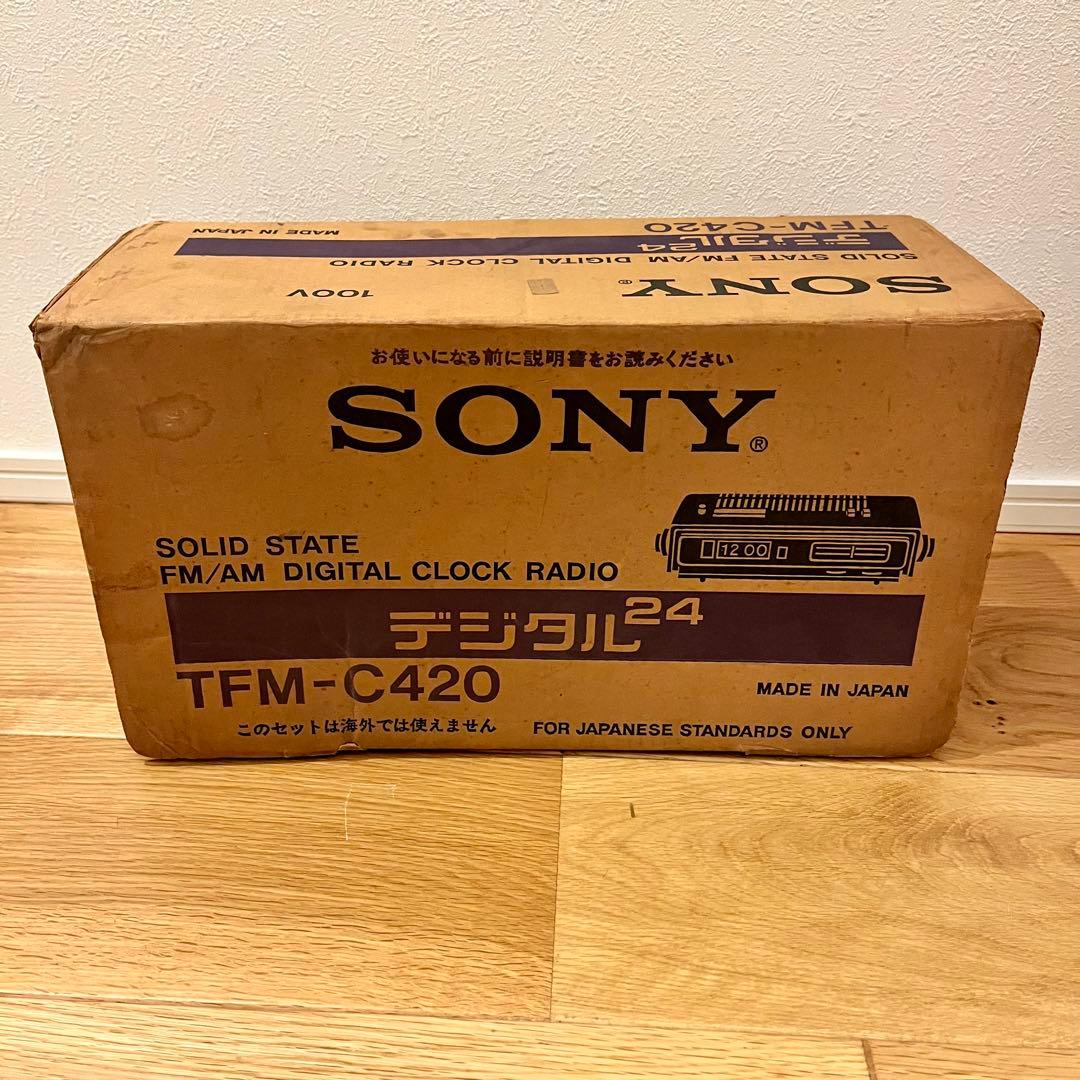 MADE IN JAPAN
TFM-C420
デジタル24
SOLID STATE FM/AM DIGITAL CLOCK RADIO
SONY®
100V
お使いになる前に説明書をお読みください
SONY®
12 00
SOLID STATE
FM/AM DIGITAL CLOCK RADIO
デジタル24
TFM-C420
MADE IN JAPAN
このセットは海外では使えません FOR JAPANESE STANDARDS ONLY